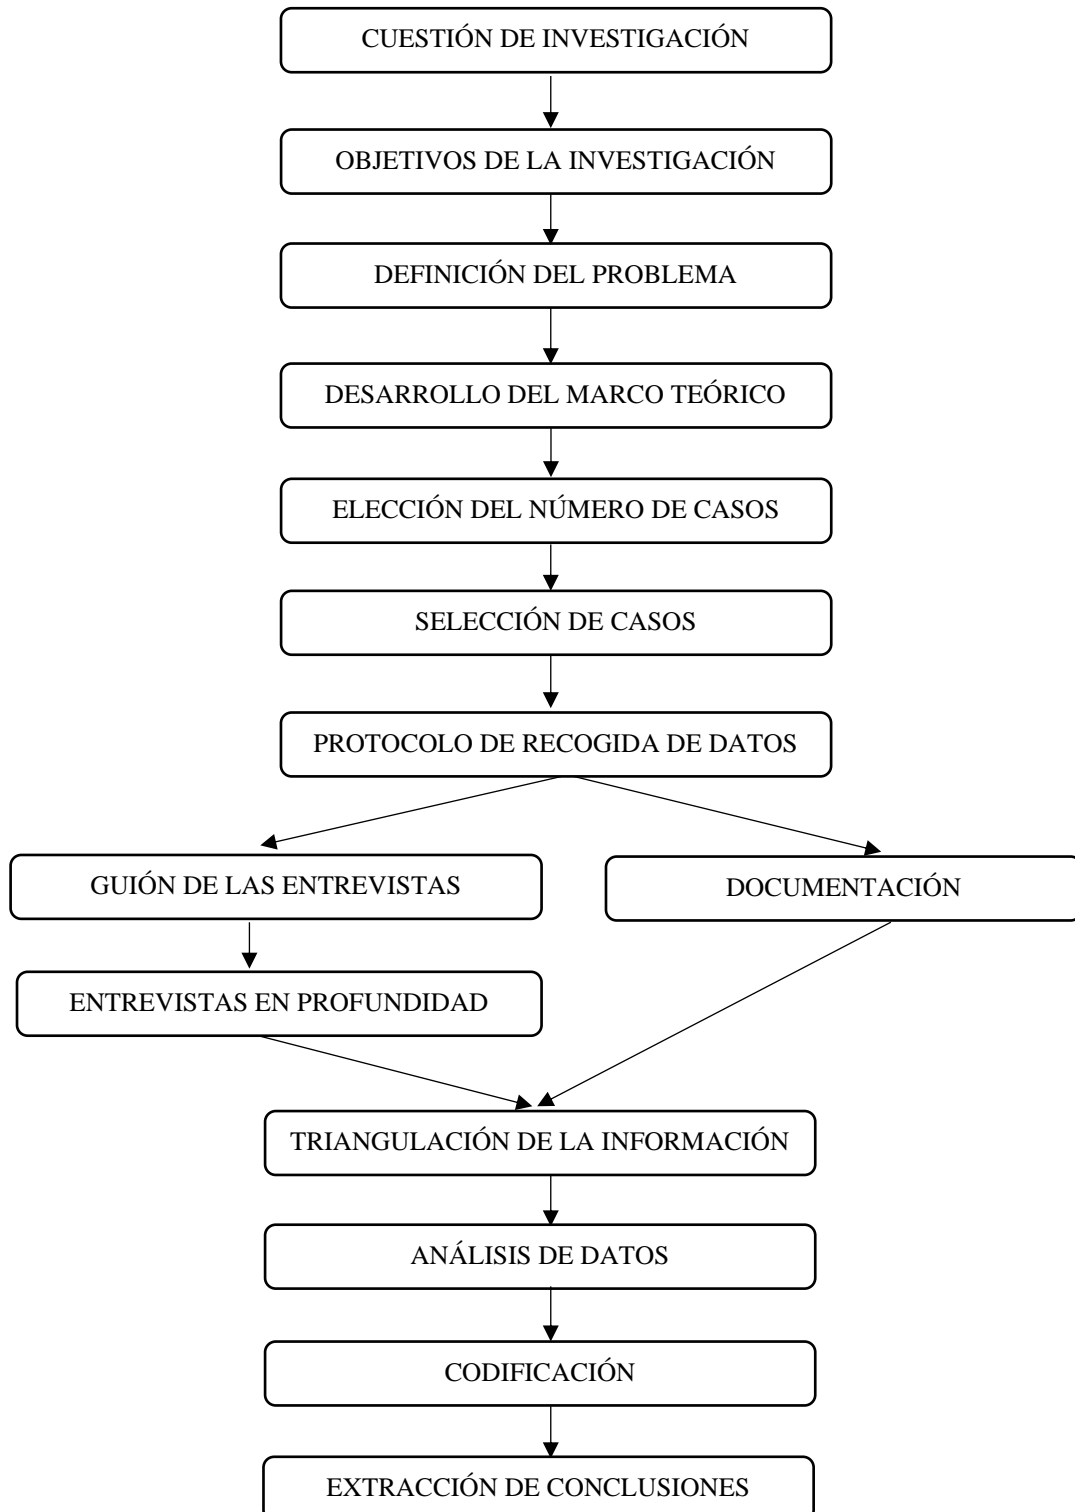 CUESTIÓN DE INVESTIGACIÓN
OBJETIVOS DE LA INVESTIGACIÓN
DEFINICIÓN DEL PROBLEMA
DESARROLLO DEL MARCO TEÓRICO
ELECCIÓN DEL NÚMERO DE CASOS
SELECCIÓN DE CASOS
PROTOCOLO DE RECOGIDA DE DATOS
GUIÓN DE LAS ENTREVISTAS
DOCUMENTACIÓN
ENTREVISTAS EN PROFUNDIDAD
TRIANGULACIÓN DE LA INFORMACIÓN
ANÁLISIS DE DATOS
CODIFICACIÓN
EXTRACCIÓN DE CONCLUSIONES